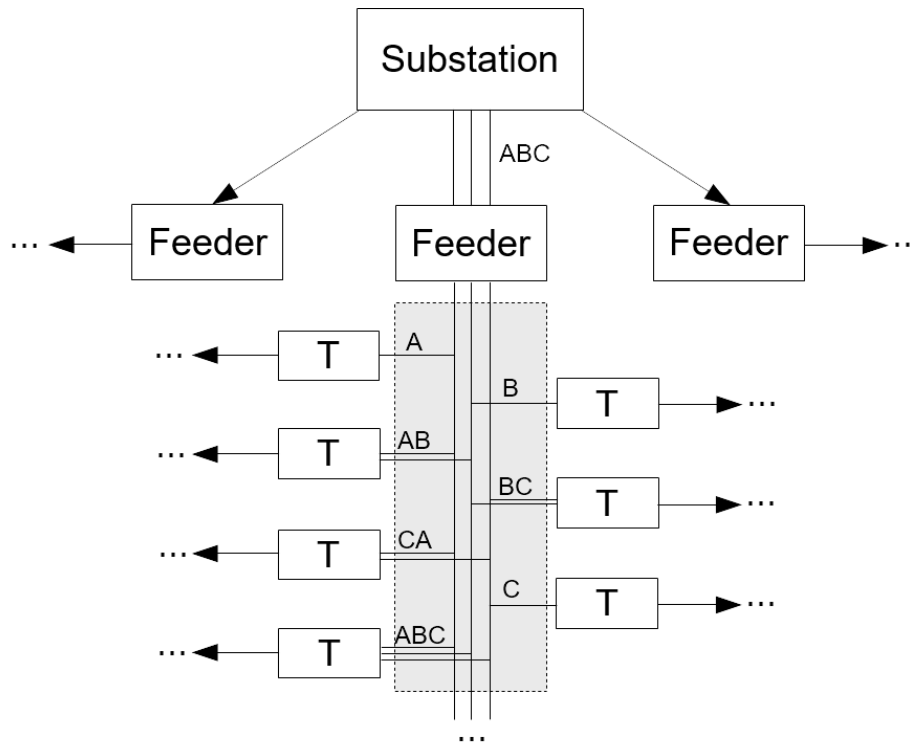 Substation
ABC
Feeder
Feeder
Feeder
...
...
A
T
...
B
T
...
AB
T
...
BC
T
...
CA
T
...
C
T
...
ABC
T
...
...